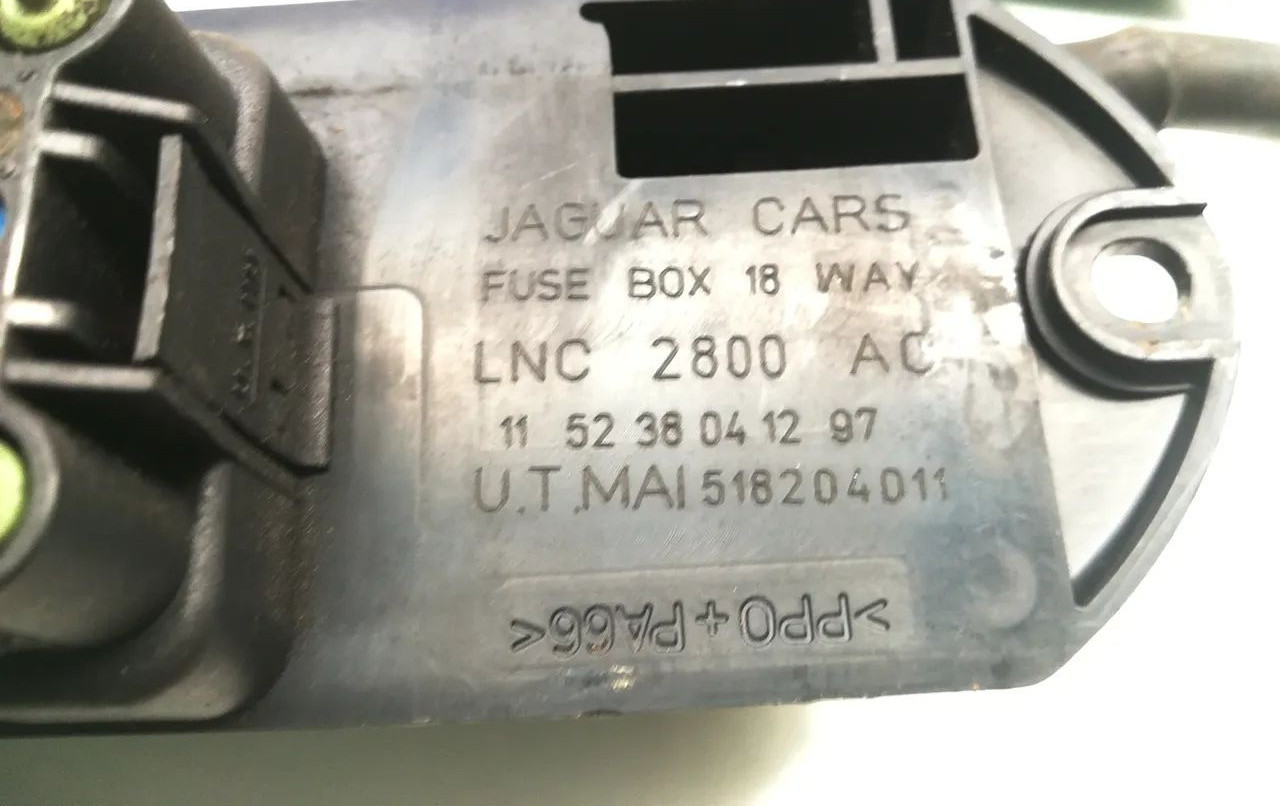 JAGUAR CARS
FUSE BOX 18 WAY
LNC 2800 AC
11 52 38 04 12 97
U.T.MAI 518204011
>PPO+PA66<